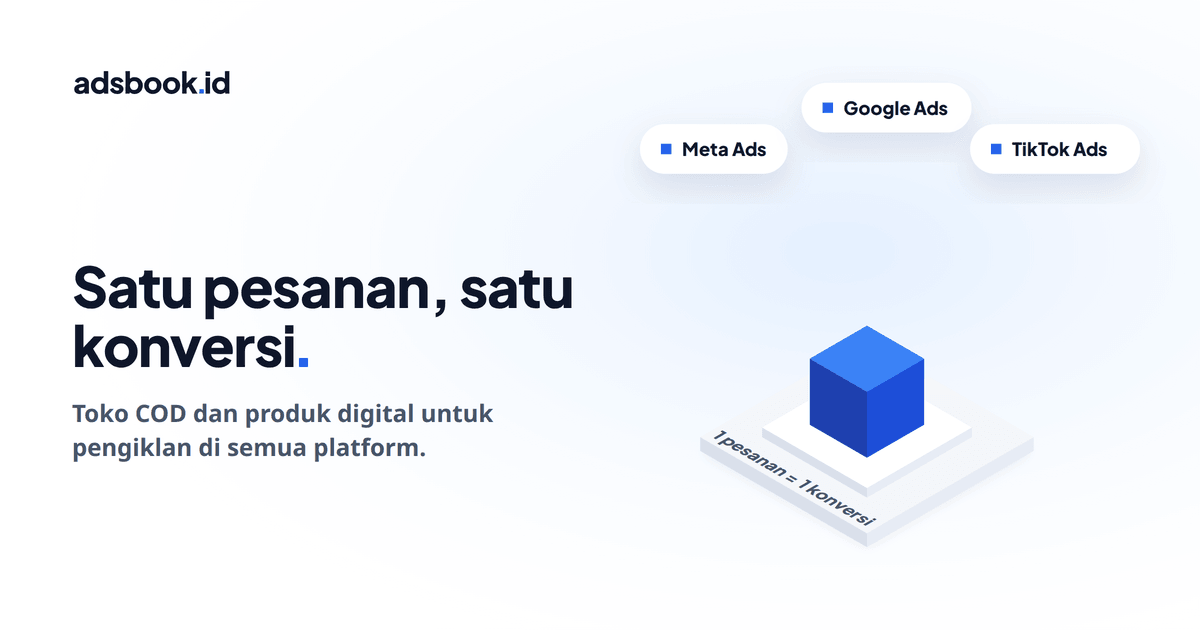 adsbook.id
Google Ads
Meta Ads
TikTok Ads
Satu pesanan, satu
konversi.
Toko COD dan produk digital untuk
pengiklan di semua platform.
1 pesanan = 1 konversi